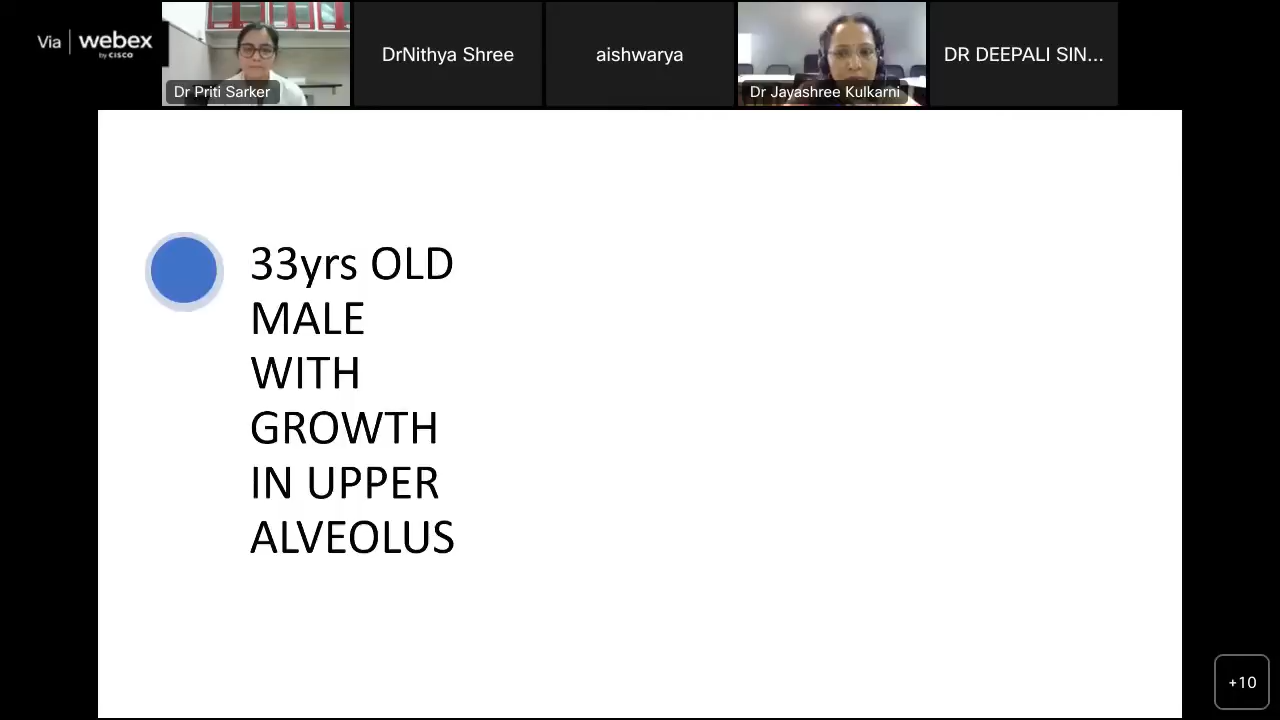 Via webex
by CISCO
Dr Priti Sarker
DrNithya Shree
aishwarya
Dr Jayashree Kulkarni
DR DEEPALI SIN...
33yrs OLD
MALE
WITH
GROWTH
IN UPPER
ALVEOLUS
+10